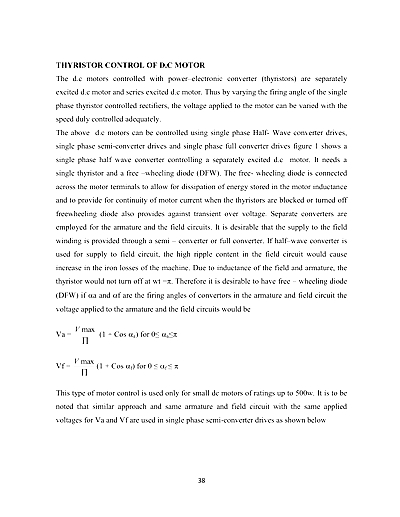 THYRISTOR CONTROL OF D.C MOTOR
The d.c motors controlled with power–electronic converter (thyristors) are separately
excited d.c motor and series excited d.c motor. Thus by varying the firing angle of the single
phase thyristor controlled rectifiers, the voltage applied to the motor can be varied with the
speed duly controlled adequately.
The above d.c motors can be controlled using single phase Half- Wave converter drives,
single phase semi-converter drives and single phase full converter drives figure 1 shows a
single phase half wave converter controlling a separately excited d.c motor. It needs a
single thyristor and a free –wheeling diode (DFW). The free- wheeling diode is connected
across the motor terminals to allow for dissipation of energy stored in the motor inductance
and to provide for continuity of motor current when the thyristors are blocked or turned off
freewheeling diode also provides against transient over voltage. Separate converters are
employed for the armature and the field circuits. It is desirable that the supply to the field
winding is provided through a semi – converter or full converter. If half–wave converter is
used for supply to field circuit, the high ripple content in the field circuit would cause
increase in the iron losses of the machine. Due to inductance of the field and armature, the
thyristor would not turn off at wt =π. Therefore it is desirable to have free – wheeling diode
(DFW) if αa and αf are the firing angles of convertors in the armature and field circuit the
voltage applied to the armature and the field circuits would be
Va = V max / ∏ (1 + Cos αₐ) for 0≤ αₐ≤π
Vf = V max / ∏ (1 + Cos αf) for 0 ≤ αf ≤ π
This type of motor control is used only for small dc motors of ratings up to 500w. It is to be
noted that similar approach and same armature and field circuit with the same applied
voltages for Va and Vf are used in single phase semi-converter drives as shown below
38